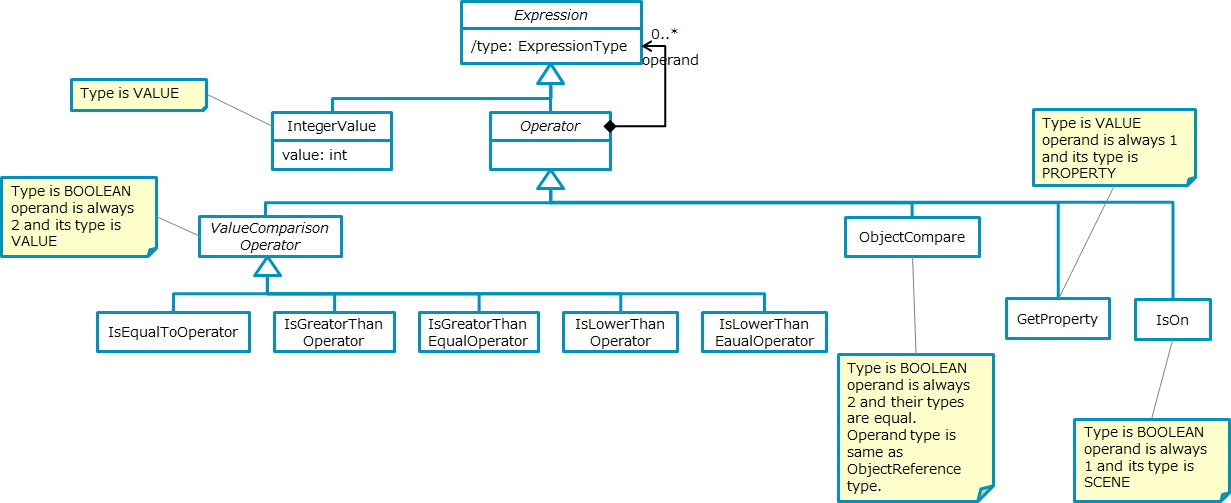 Expression
/type: ExpressionType
0..*
operand
Type is VALUE
IntegerValue
value: int
Operator
Type is VALUE
operand is always 1
and its type is
PROPERTY
Type is BOOLEAN
operand is always
2 and its type is
VALUE
ValueComparison
Operator
ObjectCompare
IsEqualToOperator
IsGreatorThan
Operator
IsGreatorThan
EqualOperator
IsLowerThan
Operator
IsLowerThan
EaualOperator
GetProperty
IsOn
Type is BOOLEAN
operand is always
2 and their types
are equal.
Operand type is
same as
ObjectReference
type.
Type is BOOLEAN
operand is always
1 and its type is
SCENE